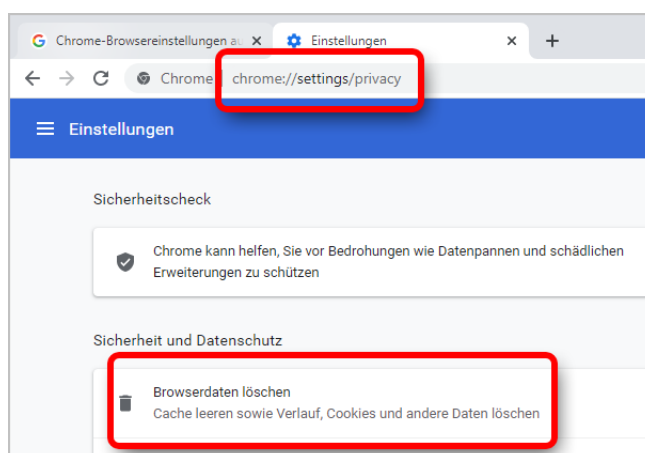 Chrome-Browsereinstellungen au
Einstellungen
Chrome | chrome://settings/privacy
Einstellungen
Sicherheitscheck
Chrome kann helfen, Sie vor Bedrohungen wie Datenpannen und schädlichen
Erweiterungen zu schützen
Sicherheit und Datenschutz
Browserdaten löschen
Cache leeren sowie Verlauf, Cookies und andere Daten löschen